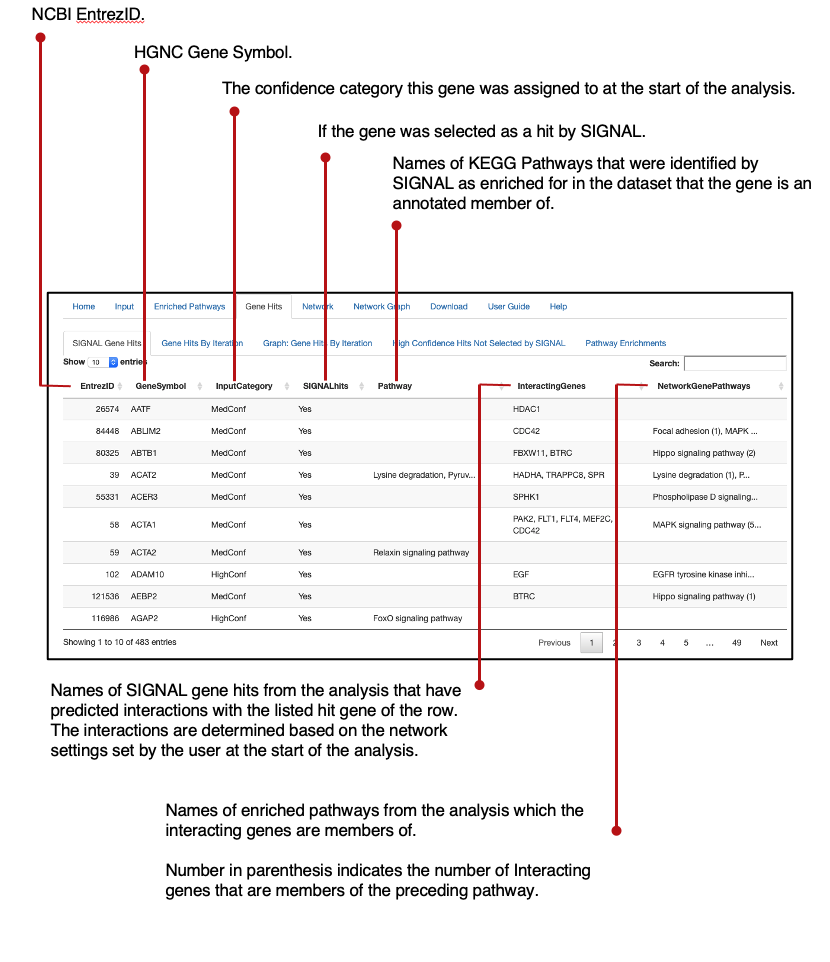 NCBI EntrezID.
HGNC Gene Symbol.
The confidence category this gene was assigned to at the start of the analysis.
If the gene was selected as a hit by SIGNAL.
Names of KEGG Pathways that were identified by
SIGNAL as enriched for in the dataset that the gene is an
annotated member of.
Home Input Enriched Pathways Gene Hits Network Network Graph Download User Guide Help
SIGNAL Gene Hits Gene Hits By Iteration Graph: Gene Hits By Iteration High Confidence Hits Not Selected by SIGNAL Pathway Enrichments
Show 10 entries Search:
EntrezID GeneSymbol InputCategory SIGNALhits Pathway InteractingGenes NetworkGenePathways
26574 AATF MedConf Yes HDAC1
84448 ABLIM2 MedConf Yes CDC42 Focal adhesion (1), MAPK ...
80325 ABTB1 MedConf Yes FBXW11, BTRC Hippo signaling pathway (2)
39 ACAT2 MedConf Yes Lysine degradation, Pyruv... HADHA, TRAPPC8, SPR Lysine degradation (1), P...
55331 ACER3 MedConf Yes SPHK1 Phospholipase D signaling...
58 ACTA1 MedConf Yes PAK2, FLT1, FLT4, MEF2C, MAPK signaling pathway (5...
CDC42
59 ACTA2 MedConf Yes Relaxin signaling pathway
102 ADAM10 HighConf Yes EGF EGFR tyrosine kinase inhi...
121536 AEBP2 MedConf Yes BTRC Hippo signaling pathway (1)
116986 AGAP2 HighConf Yes FoxO signaling pathway
Showing 1 to 10 of 483 entries Previous 1 2 3 4 5 ... 49 Next
Names of SIGNAL gene hits from the analysis that have
predicted interactions with the listed hit gene of the row.
The interactions are determined based on the network
settings set by the user at the start of the analysis.
Names of enriched pathways from the analysis which the
interacting genes are members of.
Number in parenthesis indicates the number of Interacting
genes that are members of the preceding pathway.